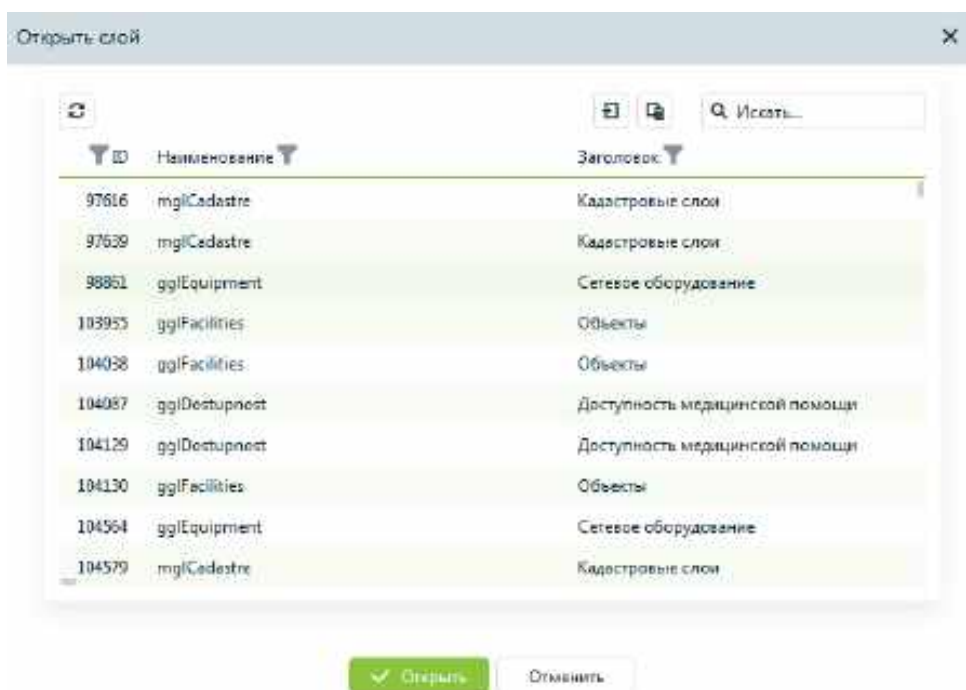 Открыть слой
Искать...
ID Наименование Заголовок
97616 mglCadastre Кадастровые слои
97639 mglCadastre Кадастровые слои
98861 gglEquipment Сетевое оборудование
103935 gglFacilities Объекты
104038 gglFacilities Объекты
104087 gglDostupnost Доступность медицинской помощи
104129 gglDostupnost Доступность медицинской помощи
104130 gglFacilities Объекты
104564 gglEquipment Сетевое оборудование
104579 mglCadastre Кадастровые слои
Открыть Отменить